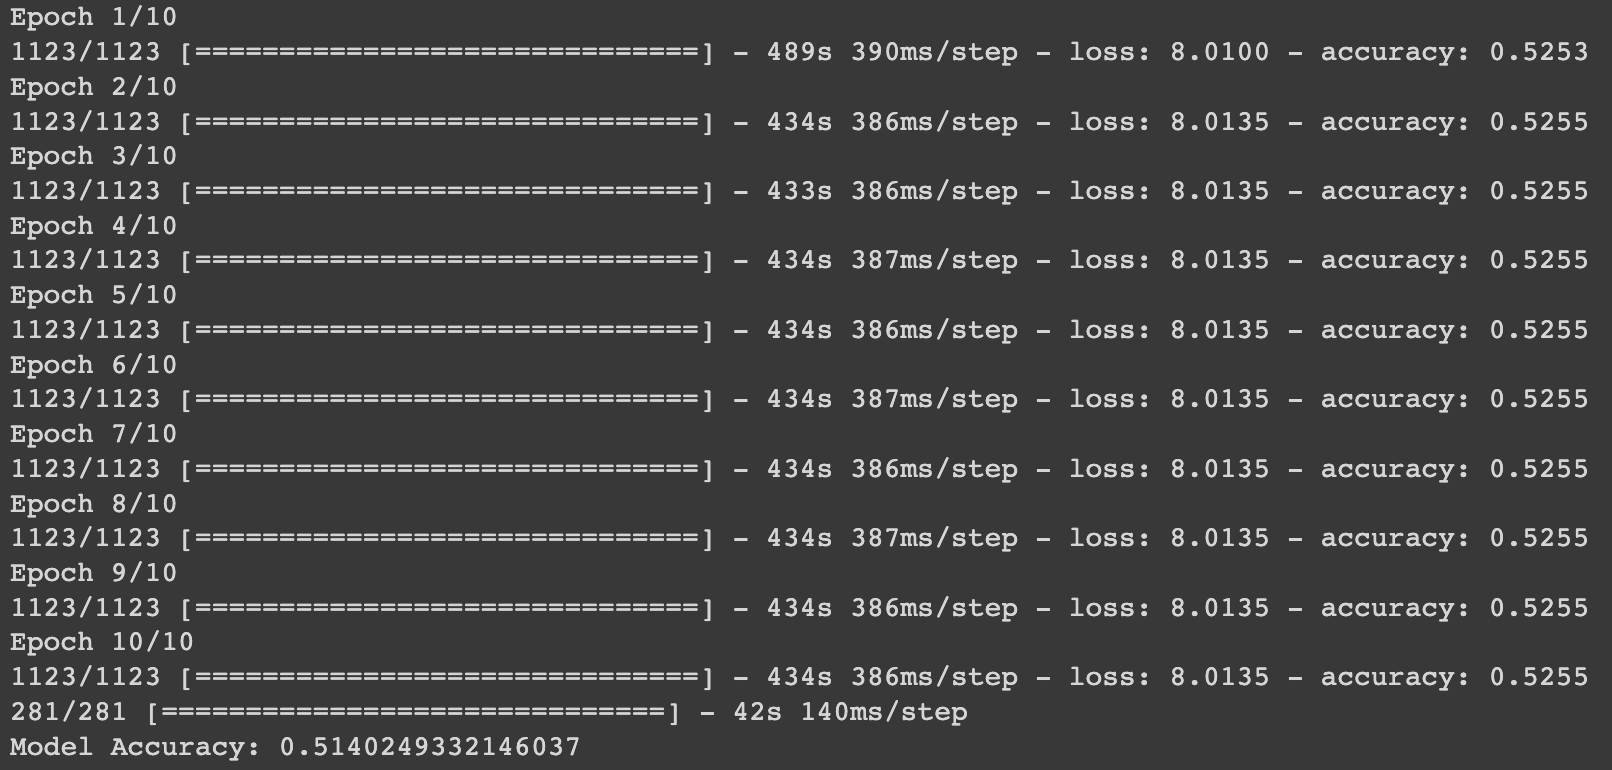 Epoch 1/10
1123/1123 [==============================] - 489s 390ms/step - loss: 8.0100 - accuracy: 0.5253
Epoch 2/10
1123/1123 [==============================] - 434s 386ms/step - loss: 8.0135 - accuracy: 0.5255
Epoch 3/10
1123/1123 [==============================] - 433s 386ms/step - loss: 8.0135 - accuracy: 0.5255
Epoch 4/10
1123/1123 [==============================] - 434s 387ms/step - loss: 8.0135 - accuracy: 0.5255
Epoch 5/10
1123/1123 [==============================] - 434s 386ms/step - loss: 8.0135 - accuracy: 0.5255
Epoch 6/10
1123/1123 [==============================] - 434s 387ms/step - loss: 8.0135 - accuracy: 0.5255
Epoch 7/10
1123/1123 [==============================] - 434s 386ms/step - loss: 8.0135 - accuracy: 0.5255
Epoch 8/10
1123/1123 [==============================] - 434s 387ms/step - loss: 8.0135 - accuracy: 0.5255
Epoch 9/10
1123/1123 [==============================] - 434s 386ms/step - loss: 8.0135 - accuracy: 0.5255
Epoch 10/10
1123/1123 [==============================] - 434s 386ms/step - loss: 8.0135 - accuracy: 0.5255
281/281 [==============================] - 42s 140ms/step
Model Accuracy: 0.5140249332146037